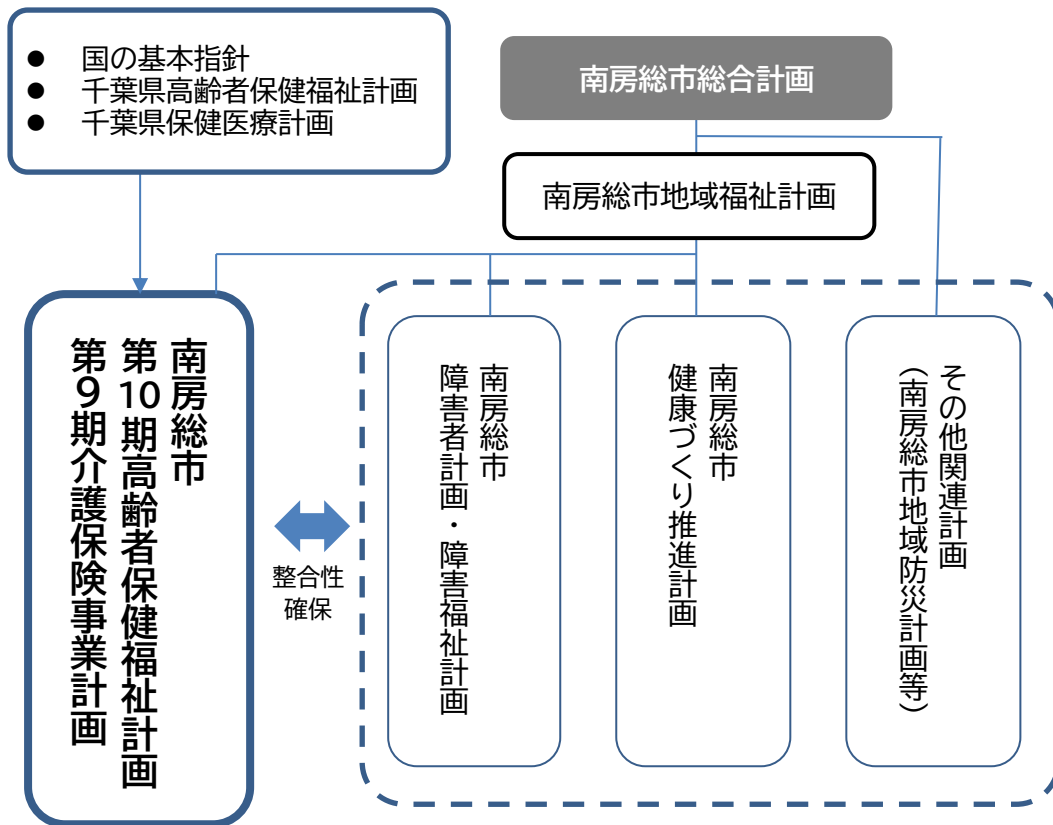 ● 国の基本指針
● 千葉県高齢者保健福祉計画
● 千葉県保健医療計画
南房総市総合計画
南房総市地域福祉計画
南房総市
第10期高齢者保健福祉計画
第9期介護保険事業計画
整合性
確保
南房総市
障害者計画・障害福祉計画
南房総市
健康づくり推進計画
その他関連計画
(南房総市地域防災計画等)